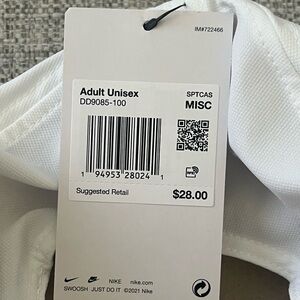 IM#722466
Adult Unisex SPTCAS
DD9085-100 MISC
1 94953 28024 1
Suggested Retail $28.00
NIKE nike.com
SWOOSH JUST DO IT ©2021 Nike